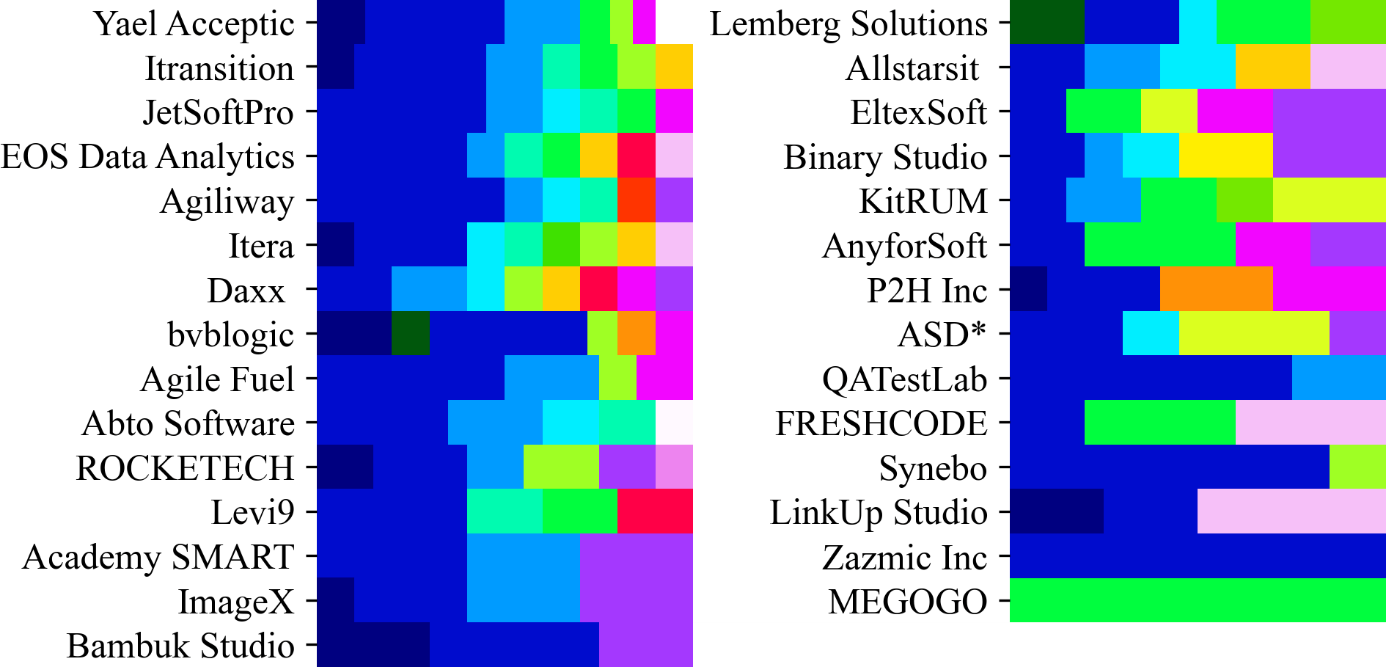 Yael Acceptic
Itransition
JetSoftPro
EOS Data Analytics
Agiliway
Itera
Daxx
bvblogic
Agile Fuel
Abto Software
ROCKETECH
Levi9
Academy SMART
ImageX
Bambuk Studio
Lemberg Solutions
Allstarsit
EltexSoft
Binary Studio
KitRUM
AnyforSoft
P2H Inc
ASD*
QATestLab
FRESHCODE
Synebo
LinkUp Studio
Zazmic Inc
MEGOGO